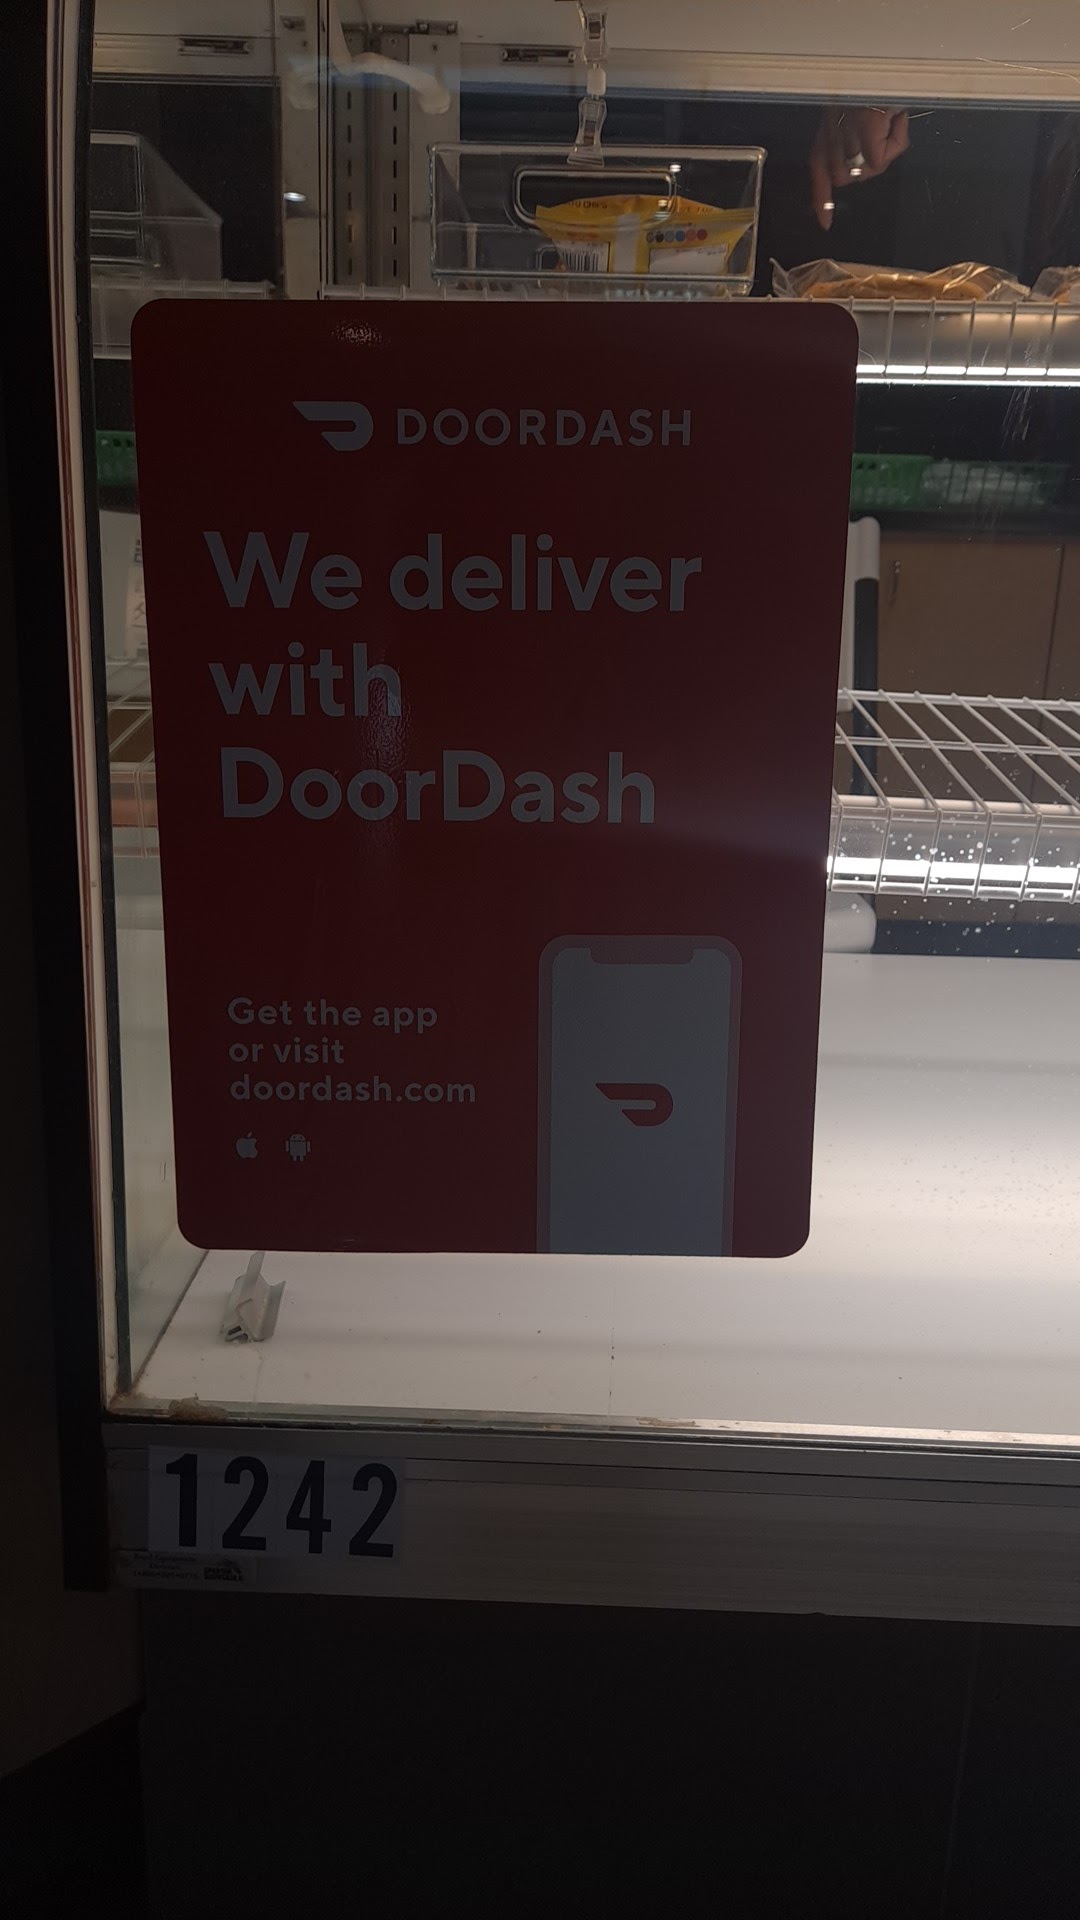 DOORDASH
We deliver
with
DoorDash
Get the app
or visit
doordash.com
1242